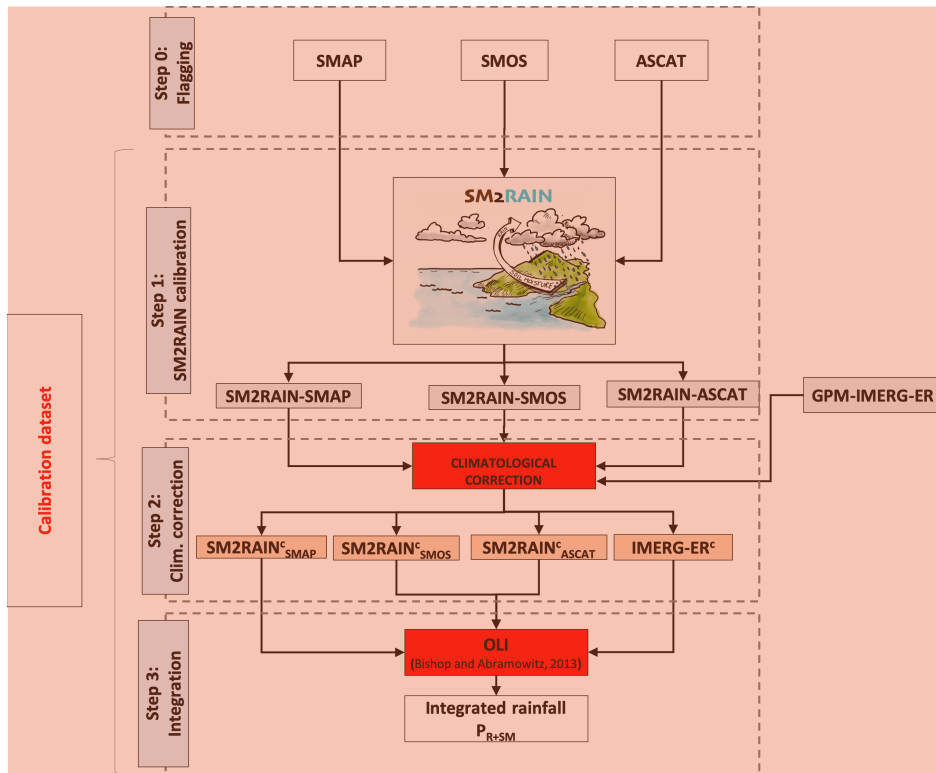 Step 0:
Flagging
SMAP
SMOS
ASCAT
Step 1:
SM2RAIN calibration
SM2RAIN
SOIL MOISTURE
SM2RAIN-SMAP
SM2RAIN-SMOS
SM2RAIN-ASCAT
GPM-IMERG-ER
Calibration dataset
Step 2:
Clim. correction
CLIMATOLOGICAL
CORRECTION
SM2RAINᶜSMAP
SM2RAINᶜSMOS
SM2RAINᶜASCAT
IMERG-ERᶜ
Step 3:
Integration
OLI
(Bishop and Abramowitz, 2013)
Integrated rainfall
PR+SM